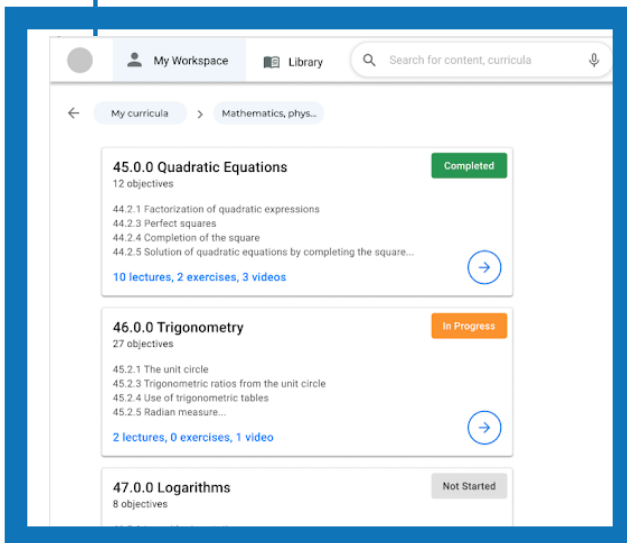 My Workspace
Library
Search for content, curricula
My curricula
Mathematics, phys...
45.0.0 Quadratic Equations
Completed
12 objectives
44.2.1 Factorization of quadratic expressions
44.2.3 Perfect squares
44.2.4 Completion of the square
44.2.5 Solution of quadratic equations by completing the square...
10 lectures, 2 exercises, 3 videos
46.0.0 Trigonometry
In Progress
27 objectives
45.2.1 The unit circle
45.2.3 Trigonometric ratios from the unit circle
45.2.4 Use of trigonometric tables
45.2.5 Radian measure...
2 lectures, 0 exercises, 1 video
47.0.0 Logarithms
Not Started
8 objectives